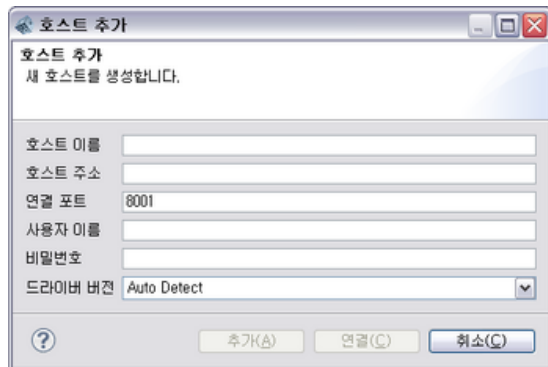 호스트 추가
호스트 추가
새 호스트를 생성합니다.
호스트 이름
호스트 주소
연결 포트 8001
사용자 이름
비밀번호
드라이버 버전 Auto Detect
추가(A) 연결(C) 취소(C)